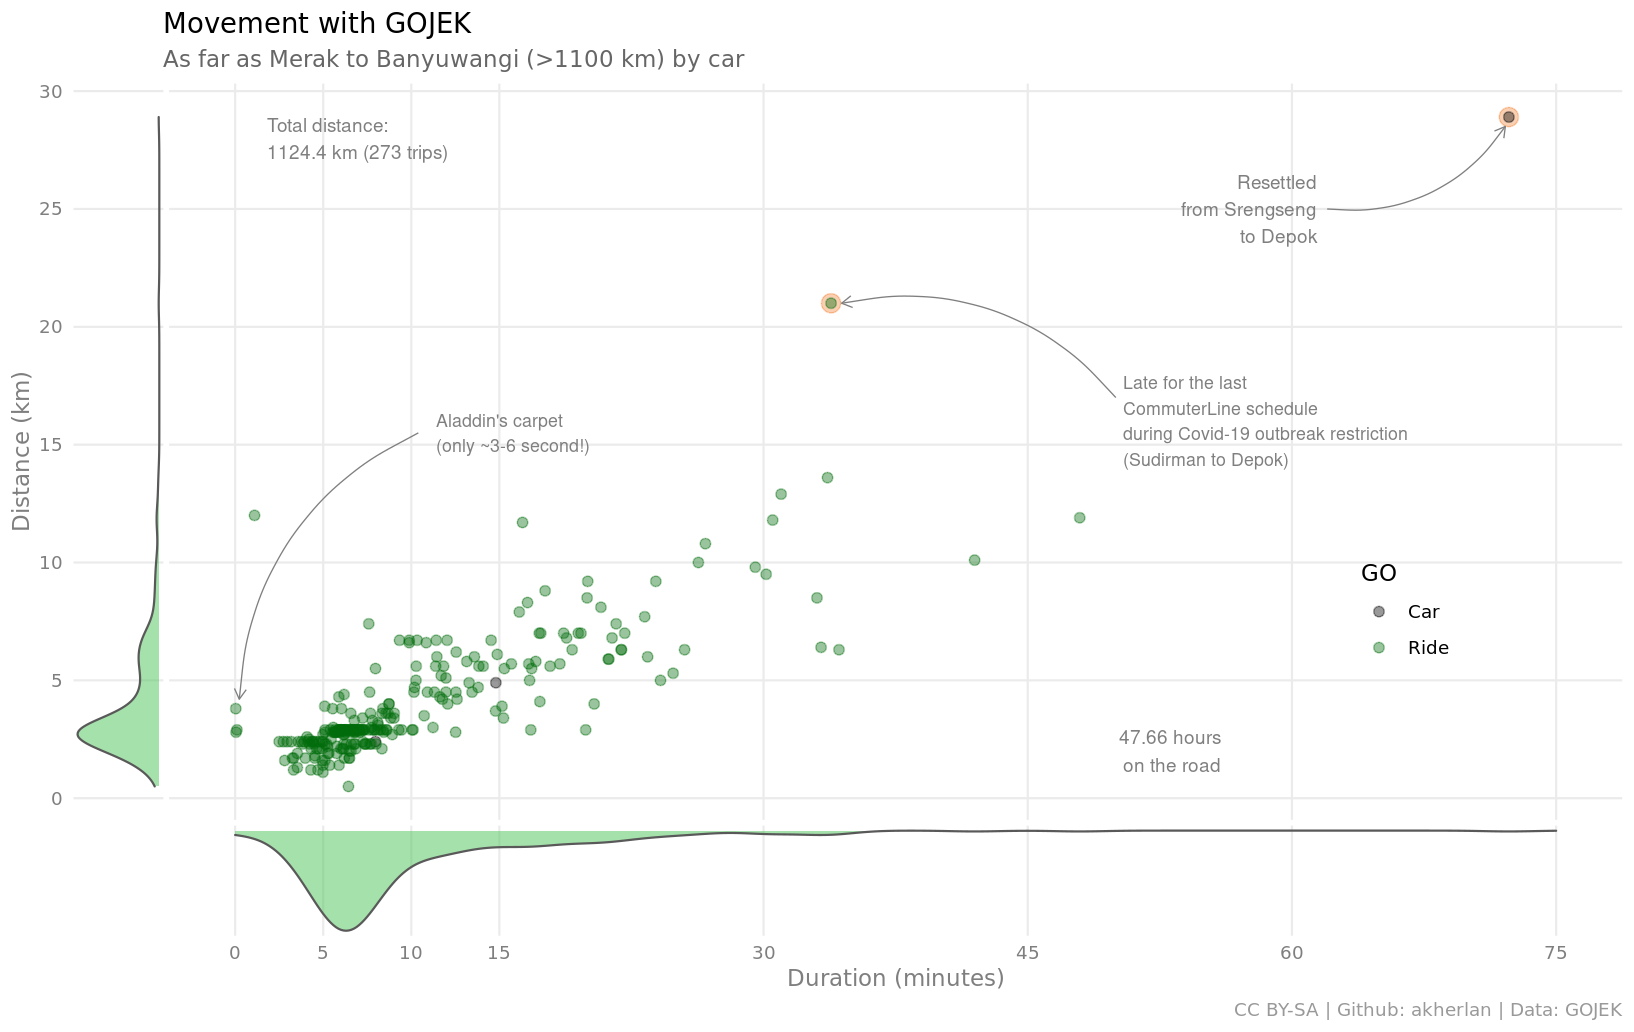 Movement with GOJEK
As far as Merak to Banyuwangi (>1100 km) by car
30
25
20
15
10
5
0
Distance (km)
Total distance:
1124.4 km (273 trips)
Resettled
from Srengseng
to Depok
Late for the last
CommuterLine schedule
during Covid-19 outbreak restriction
(Sudirman to Depok)
Aladdin's carpet
(only ~3-6 second!)
GO
Car
Ride
47.66 hours
on the road
0 5 10 15 30 45 60 75
Duration (minutes)
CC BY-SA | Github: akherlan | Data: GOJEK